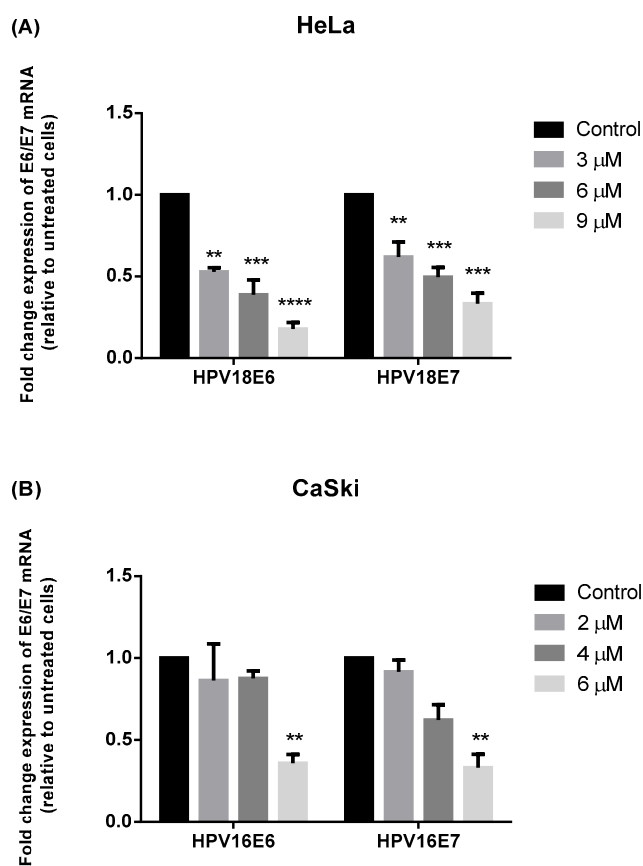 (A)
HeLa
Fold change expression of E6/E7 mRNA
(relative to untreated cells)
1.5
1.0
0.5
0.0
**
***
****
**
***
***
HPV18E6
HPV18E7
Control
3 μM
6 μM
9 μM
(B)
CaSki
Fold change expression of E6/E7 mRNA
(relative to untreated cells)
1.5
1.0
0.5
0.0
**
**
HPV16E6
HPV16E7
Control
2 μM
4 μM
6 μM